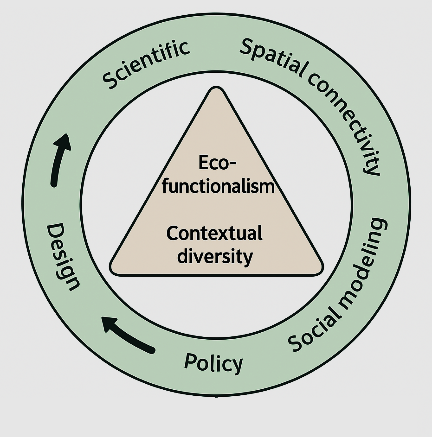 Scientific
Spatial connectivity
Social modeling
Policy
Design
Eco-
functionalism
Contextual
diversity